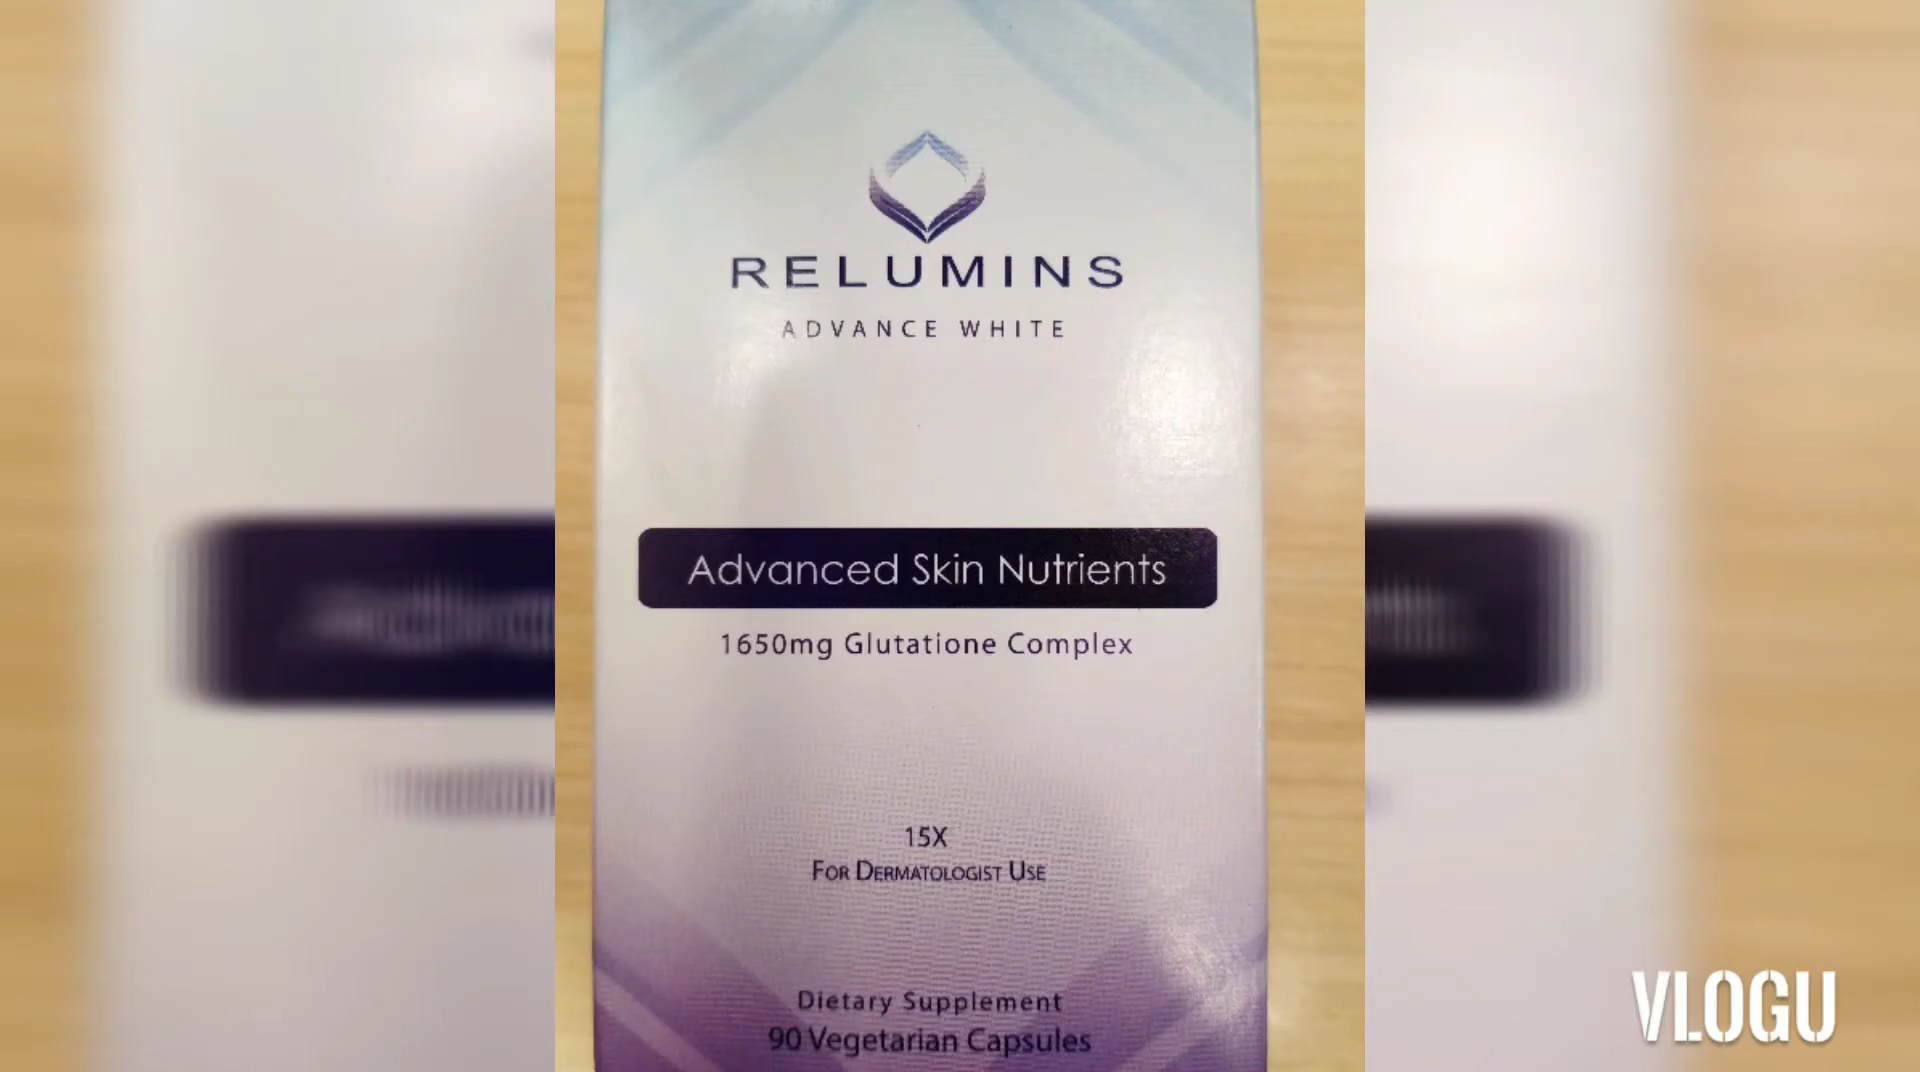 RELUMINS
ADVANCE WHITE
Advanced Skin Nutrients
1650mg Glutatione Complex
15X
FOR DERMATOLOGIST USE
Dietary Supplement
90 Vegetarian Capsules
VLOGU